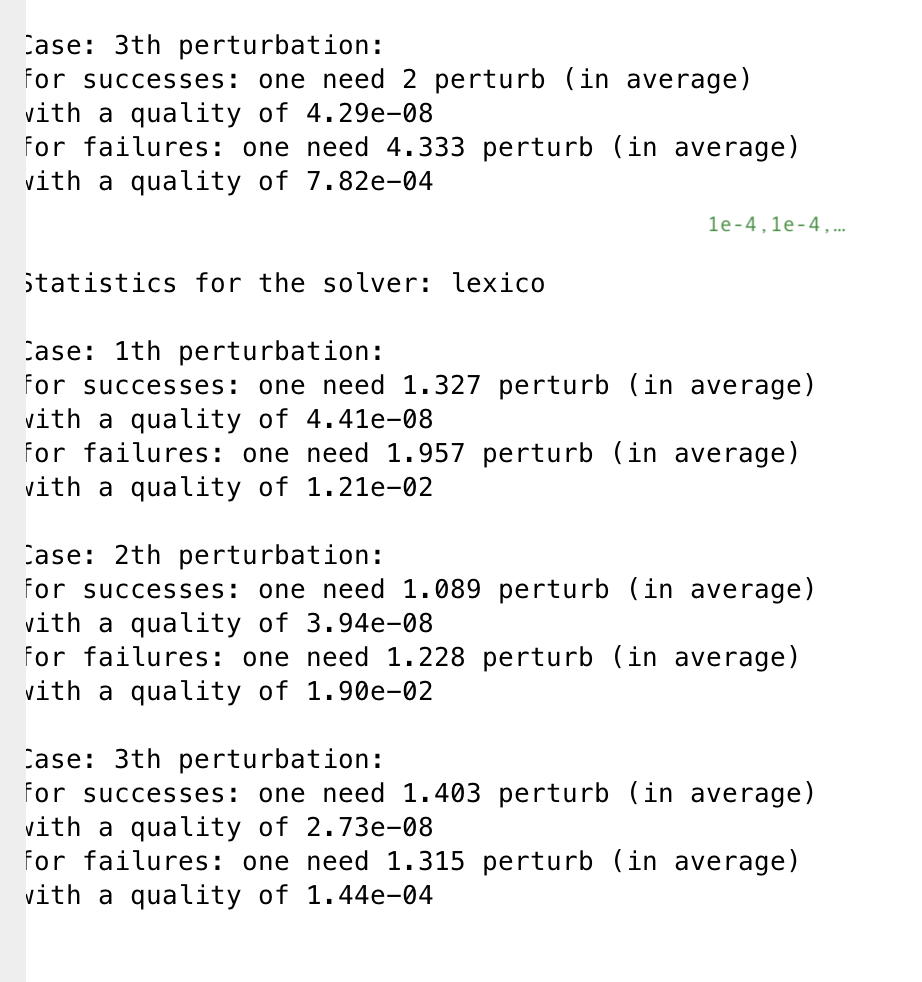 Case: 3th perturbation:
for successes: one need 2 perturb (in average)
with a quality of 4.29e-08
for failures: one need 4.333 perturb (in average)
with a quality of 7.82e-04
1e-4,1e-4,…
Statistics for the solver: lexico
Case: 1th perturbation:
for successes: one need 1.327 perturb (in average)
with a quality of 4.41e-08
for failures: one need 1.957 perturb (in average)
with a quality of 1.21e-02
Case: 2th perturbation:
for successes: one need 1.089 perturb (in average)
with a quality of 3.94e-08
for failures: one need 1.228 perturb (in average)
with a quality of 1.90e-02
Case: 3th perturbation:
for successes: one need 1.403 perturb (in average)
with a quality of 2.73e-08
for failures: one need 1.315 perturb (in average)
with a quality of 1.44e-04